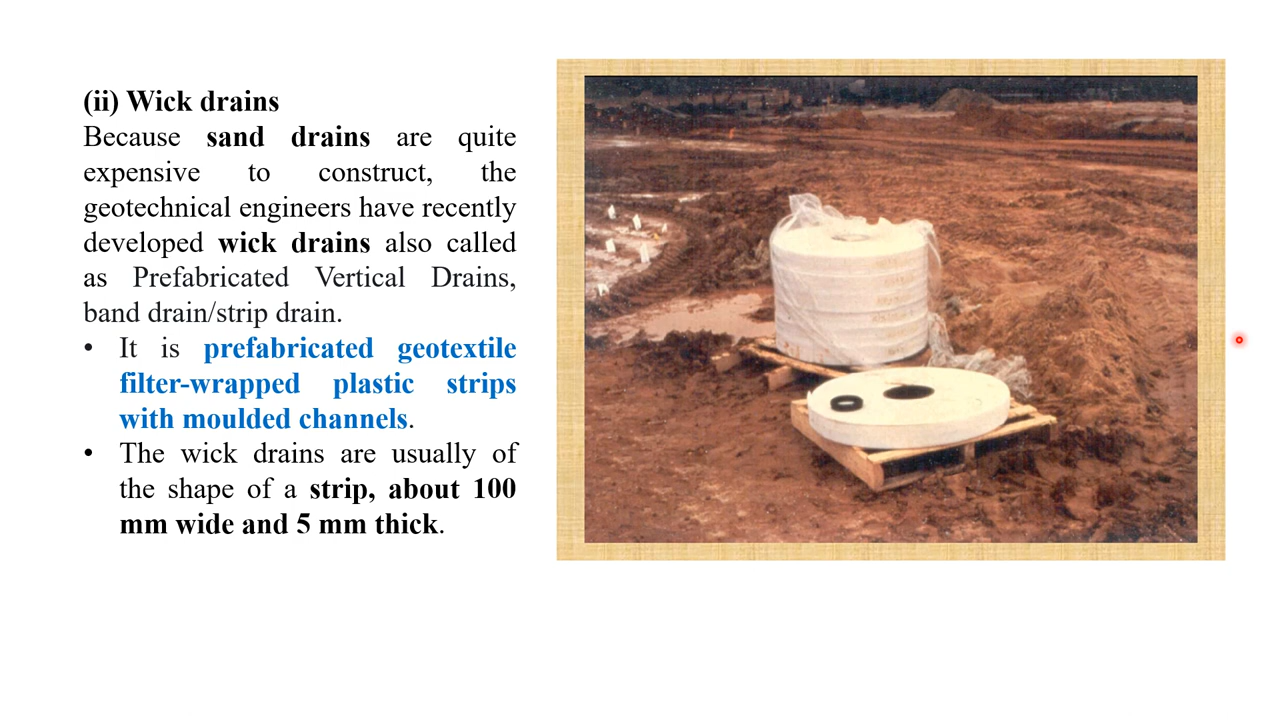 (ii) Wick drains
Because sand drains are quite
expensive to construct, the
geotechnical engineers have recently
developed wick drains also called
as Prefabricated Vertical Drains,
band drain/strip drain.
• It is prefabricated geotextile
filter-wrapped plastic strips
with moulded channels.
• The wick drains are usually of
the shape of a strip, about 100
mm wide and 5 mm thick.